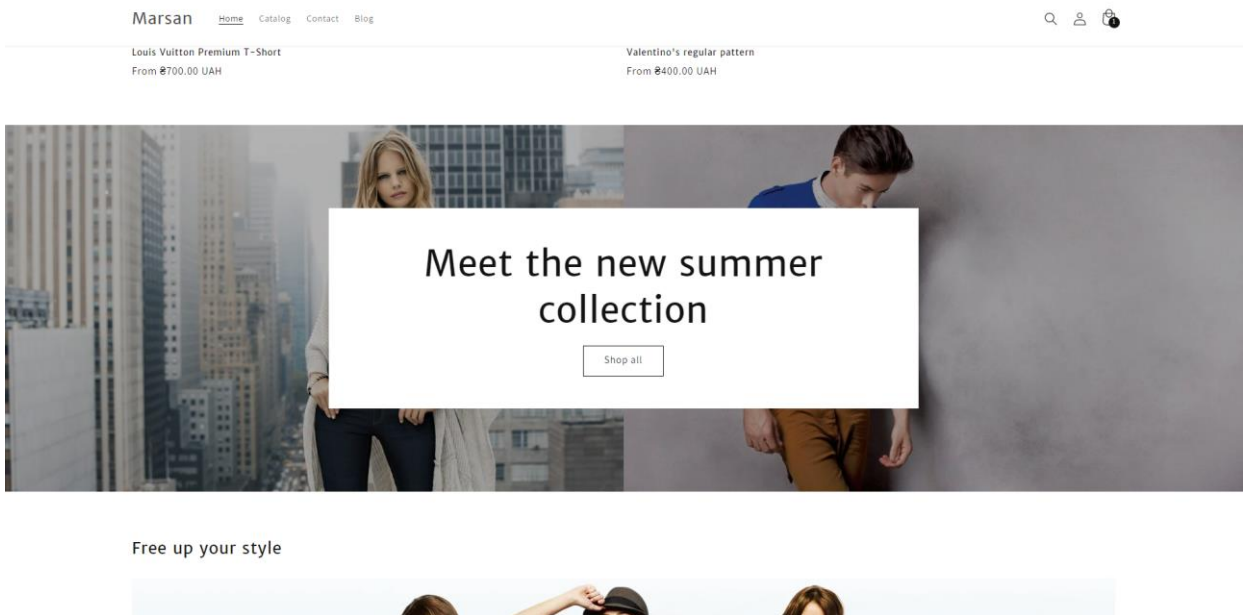 Marsan
Home Catalog Contact Blog
1
Louis Vuitton Premium T-Short
From ₴700.00 UAH
Valentino's regular pattern
From ₴400.00 UAH
Meet the new summer
collection
Shop all
Free up your style